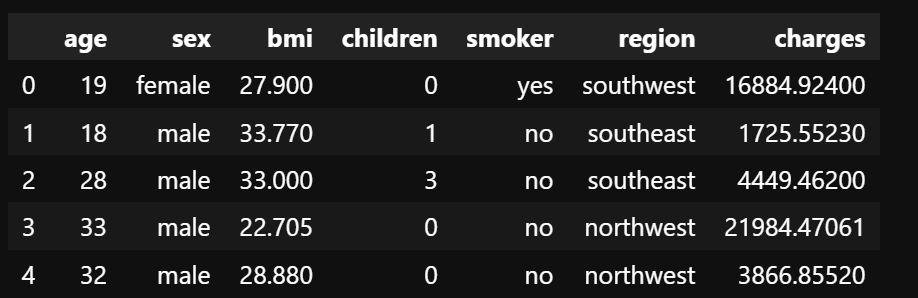 age sex bmi children smoker region charges
0 19 female 27.900 0 yes southwest 16884.92400
1 18 male 33.770 1 no southeast 1725.55230
2 28 male 33.000 3 no southeast 4449.46200
3 33 male 22.705 0 no northwest 21984.47061
4 32 male 28.880 0 no northwest 3866.85520